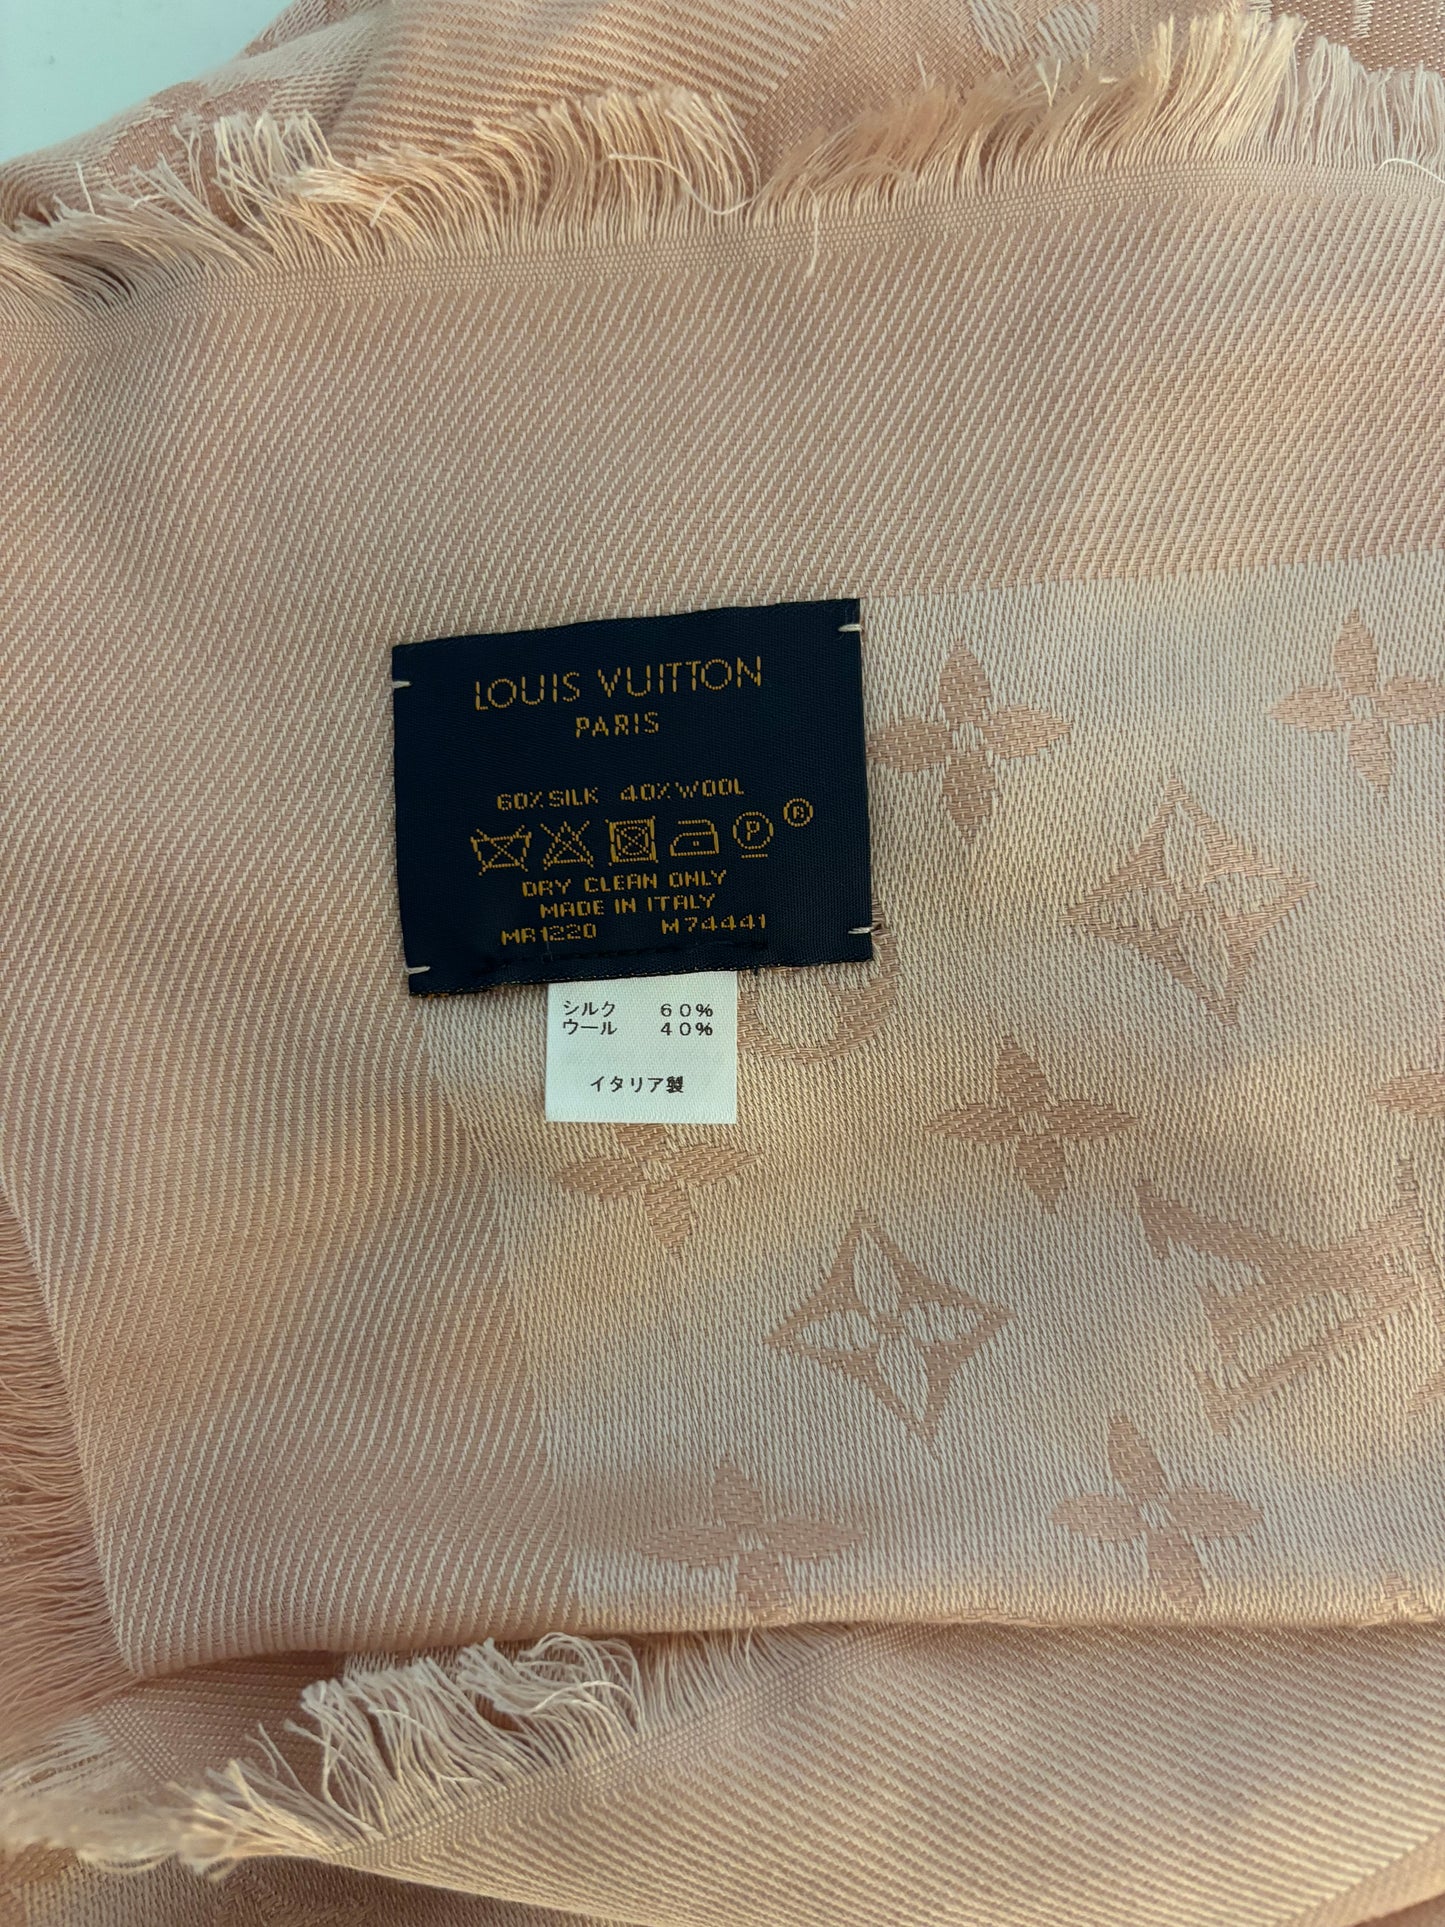 LOUIS VUITTON
PARIS
60% SILK 40% WOOL
P ®
DRY CLEAN ONLY
MADE IN ITALY
MR1220 M74441
シルク 60%
ウール 40%
イタリア製